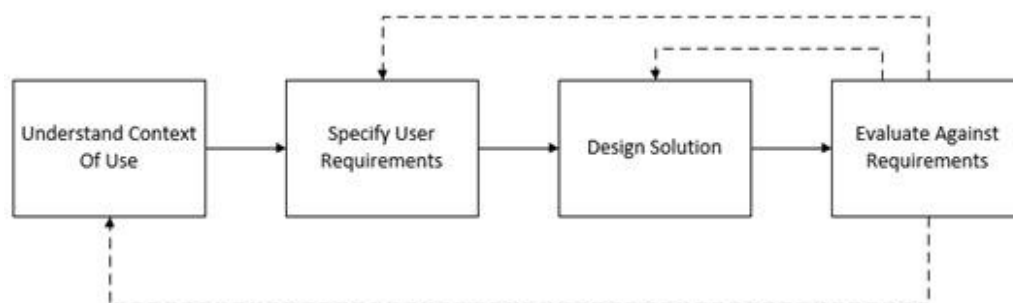 Understand Context
Of Use
Specify User
Requirements
Design Solution
Evaluate Against
Requirements